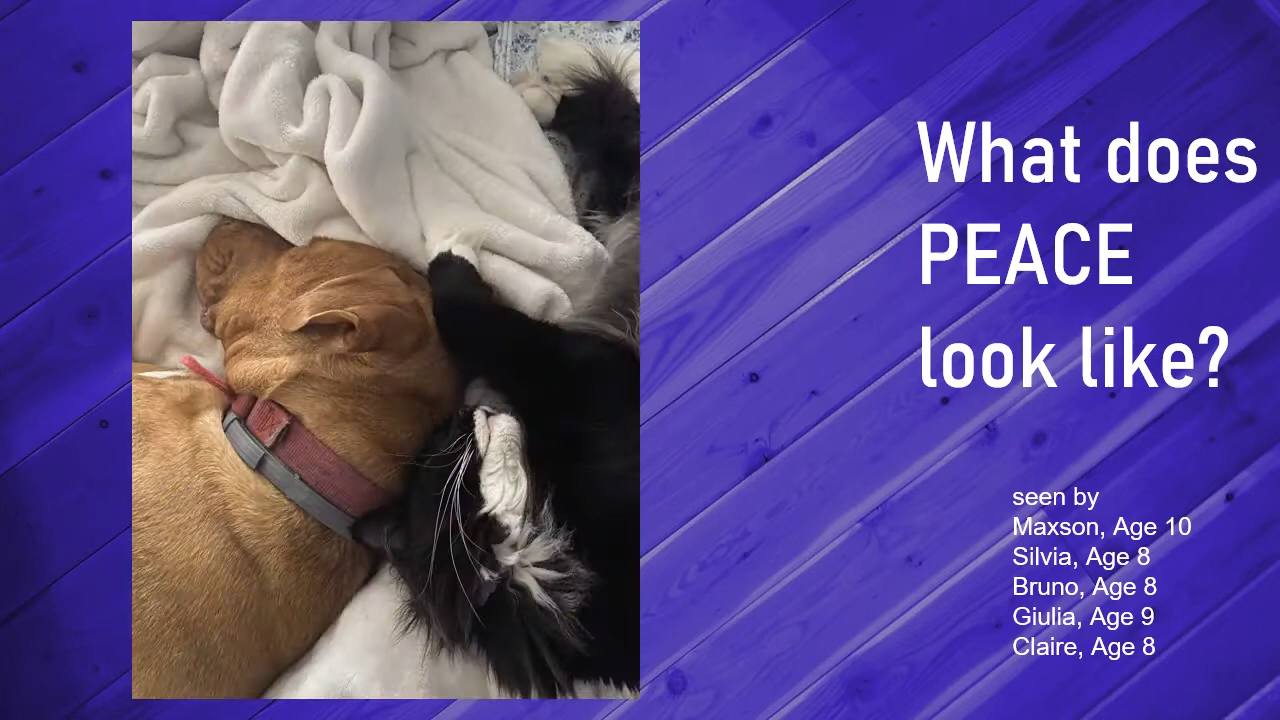 What does
PEACE
look like?
seen by
Maxson, Age 10
Silvia, Age 8
Bruno, Age 8
Giulia, Age 9
Claire, Age 8